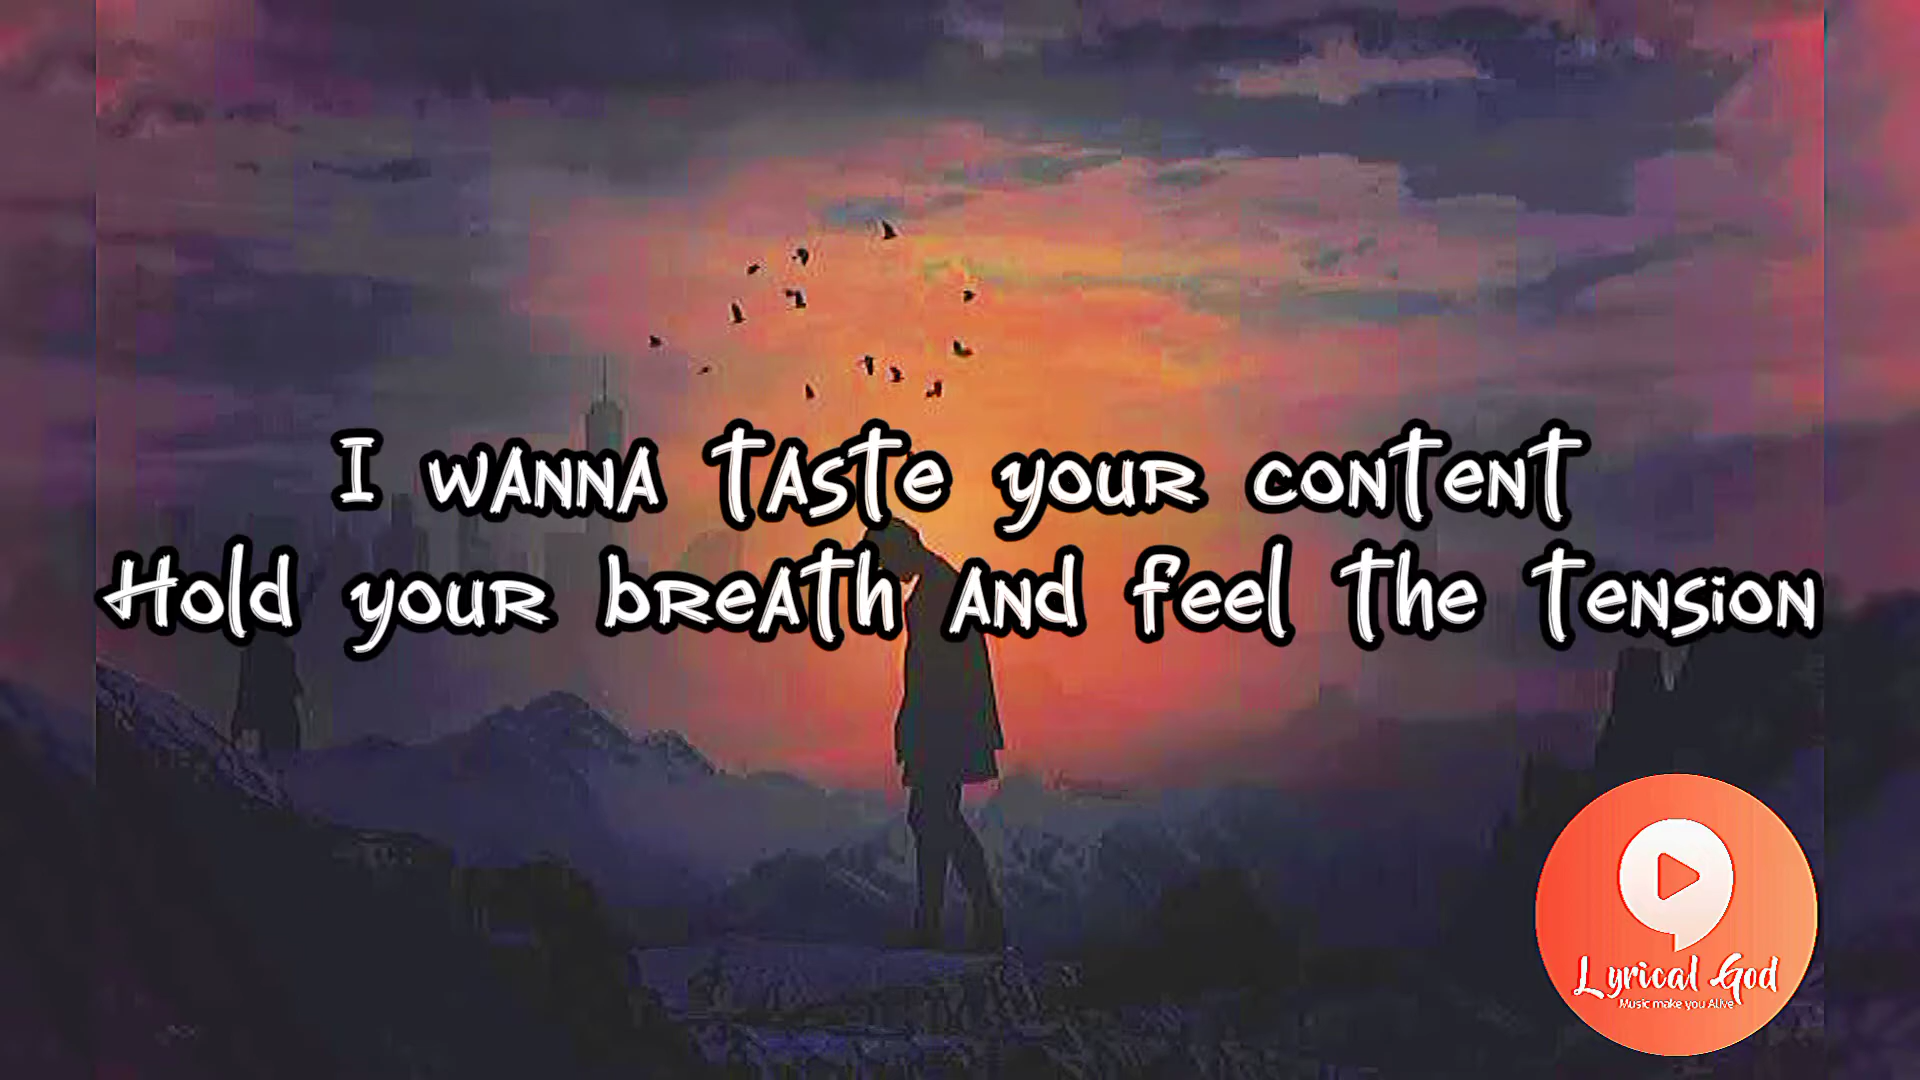 I wanna taste your content
Hold your breath and feel the tension
Lyrical God
Music make you Alive